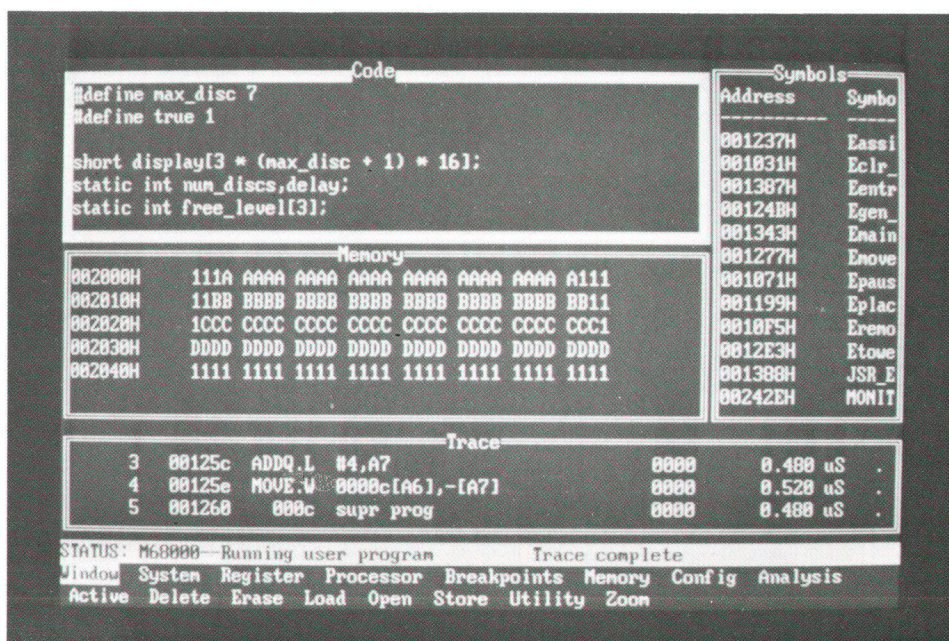 Code
#define max_disc 7
#define true 1
short display[3 * (max_disc + 1) * 16];
static int num_discs,delay;
static int free_level[3];
Symbols
Address Symbo
----------- -----
001237H Eassi
001031H Eclr_
001387H Eentr
00124BH Egen_
001343H Emain
001277H Emove
001071H Epaus
001199H Eplac
0010F5H Eremo
0012E3H Etowe
001388H JSR_E
00242EH MONIT
Memory
002000H 111A AAAA AAAA AAAA AAAA AAAA AAAA A111
002010H 11BB BBBB BBBB BBBB BBBB BBBB BBBB BB11
002020H 1CCC CCCC CCCC CCCC CCCC CCCC CCCC CCC1
002030H DDDD DDDD DDDD DDDD DDDD DDDD DDDD DDDD
002040H 1111 1111 1111 1111 1111 1111 1111 1111
Trace
3 00125c ADDQ.L #4,A7 0000 0.480 uS .
4 00125e MOVE.W 0000c[A6],-[A7] 0000 0.520 uS .
5 001260 000c supr prog 0000 0.480 uS .
STATUS: M68000--Running user program Trace complete
Window System Register Processor Breakpoints Memory Config Analysis
Active Delete Erase Load Open Store Utility Zoom